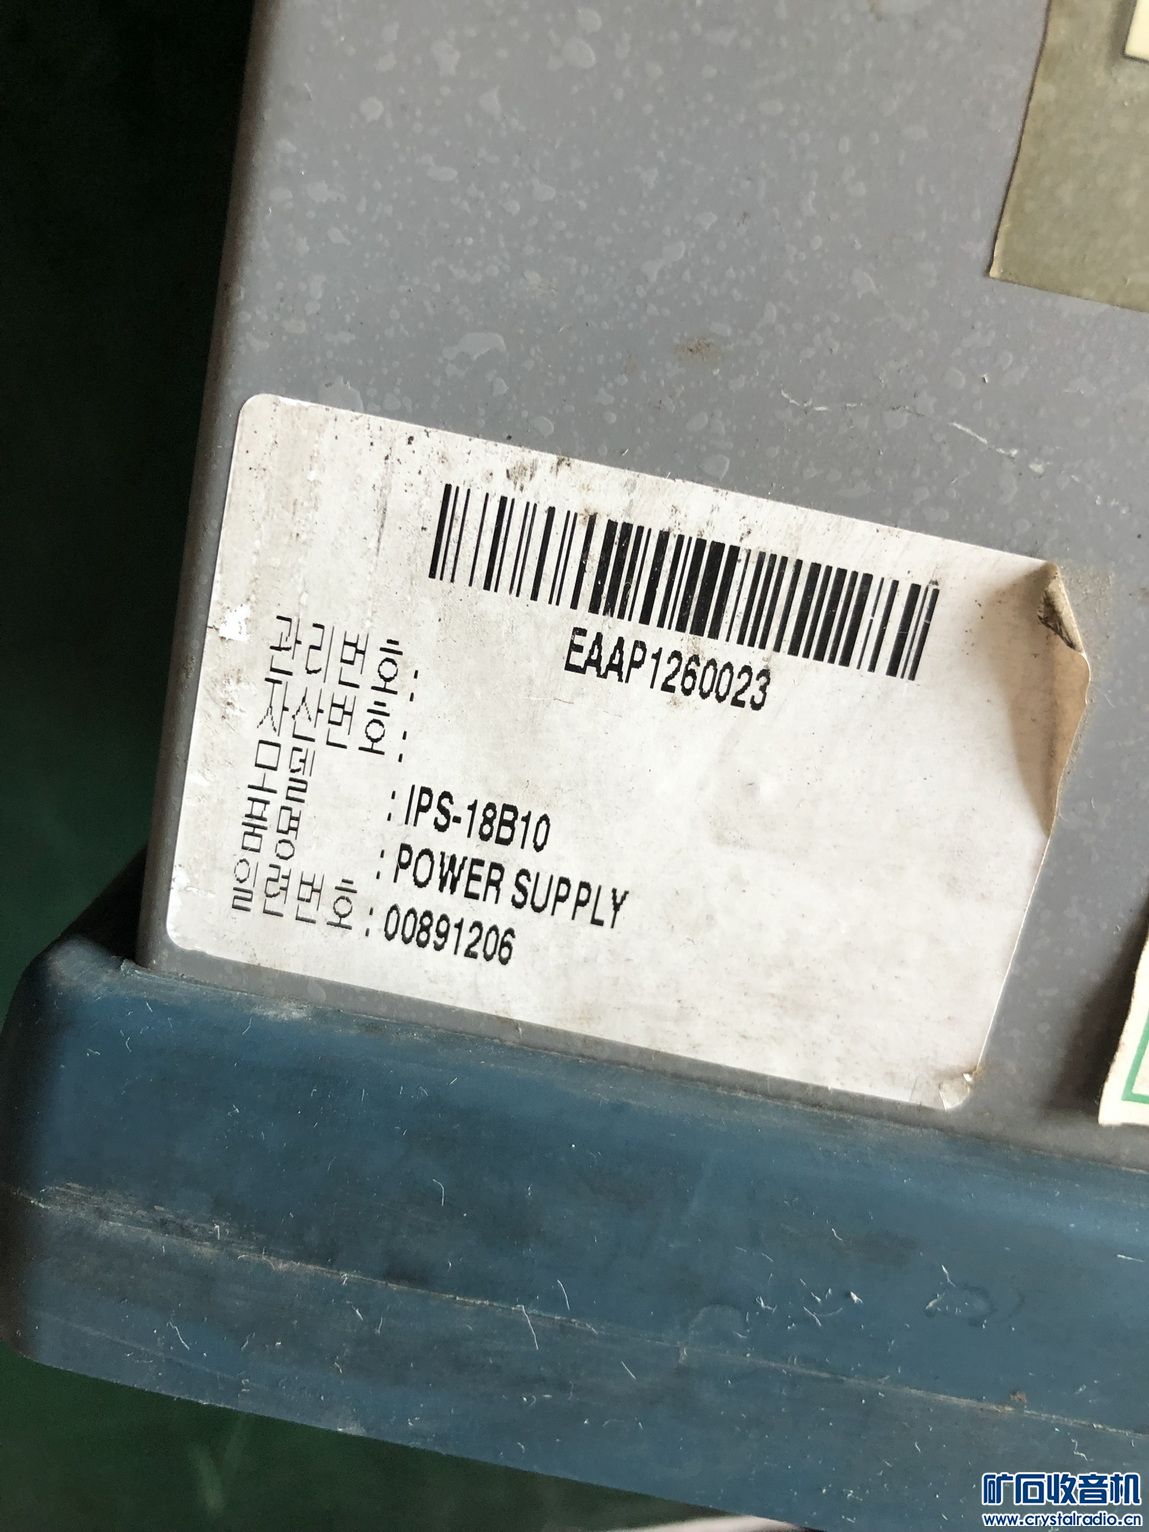 EAAP1260023
관리번호 :
자산번호 :
모델 : IPS-18B10
품명 : POWER SUPPLY
일련번호 : 00891206
矿石收音机
www.crystalradio.cn